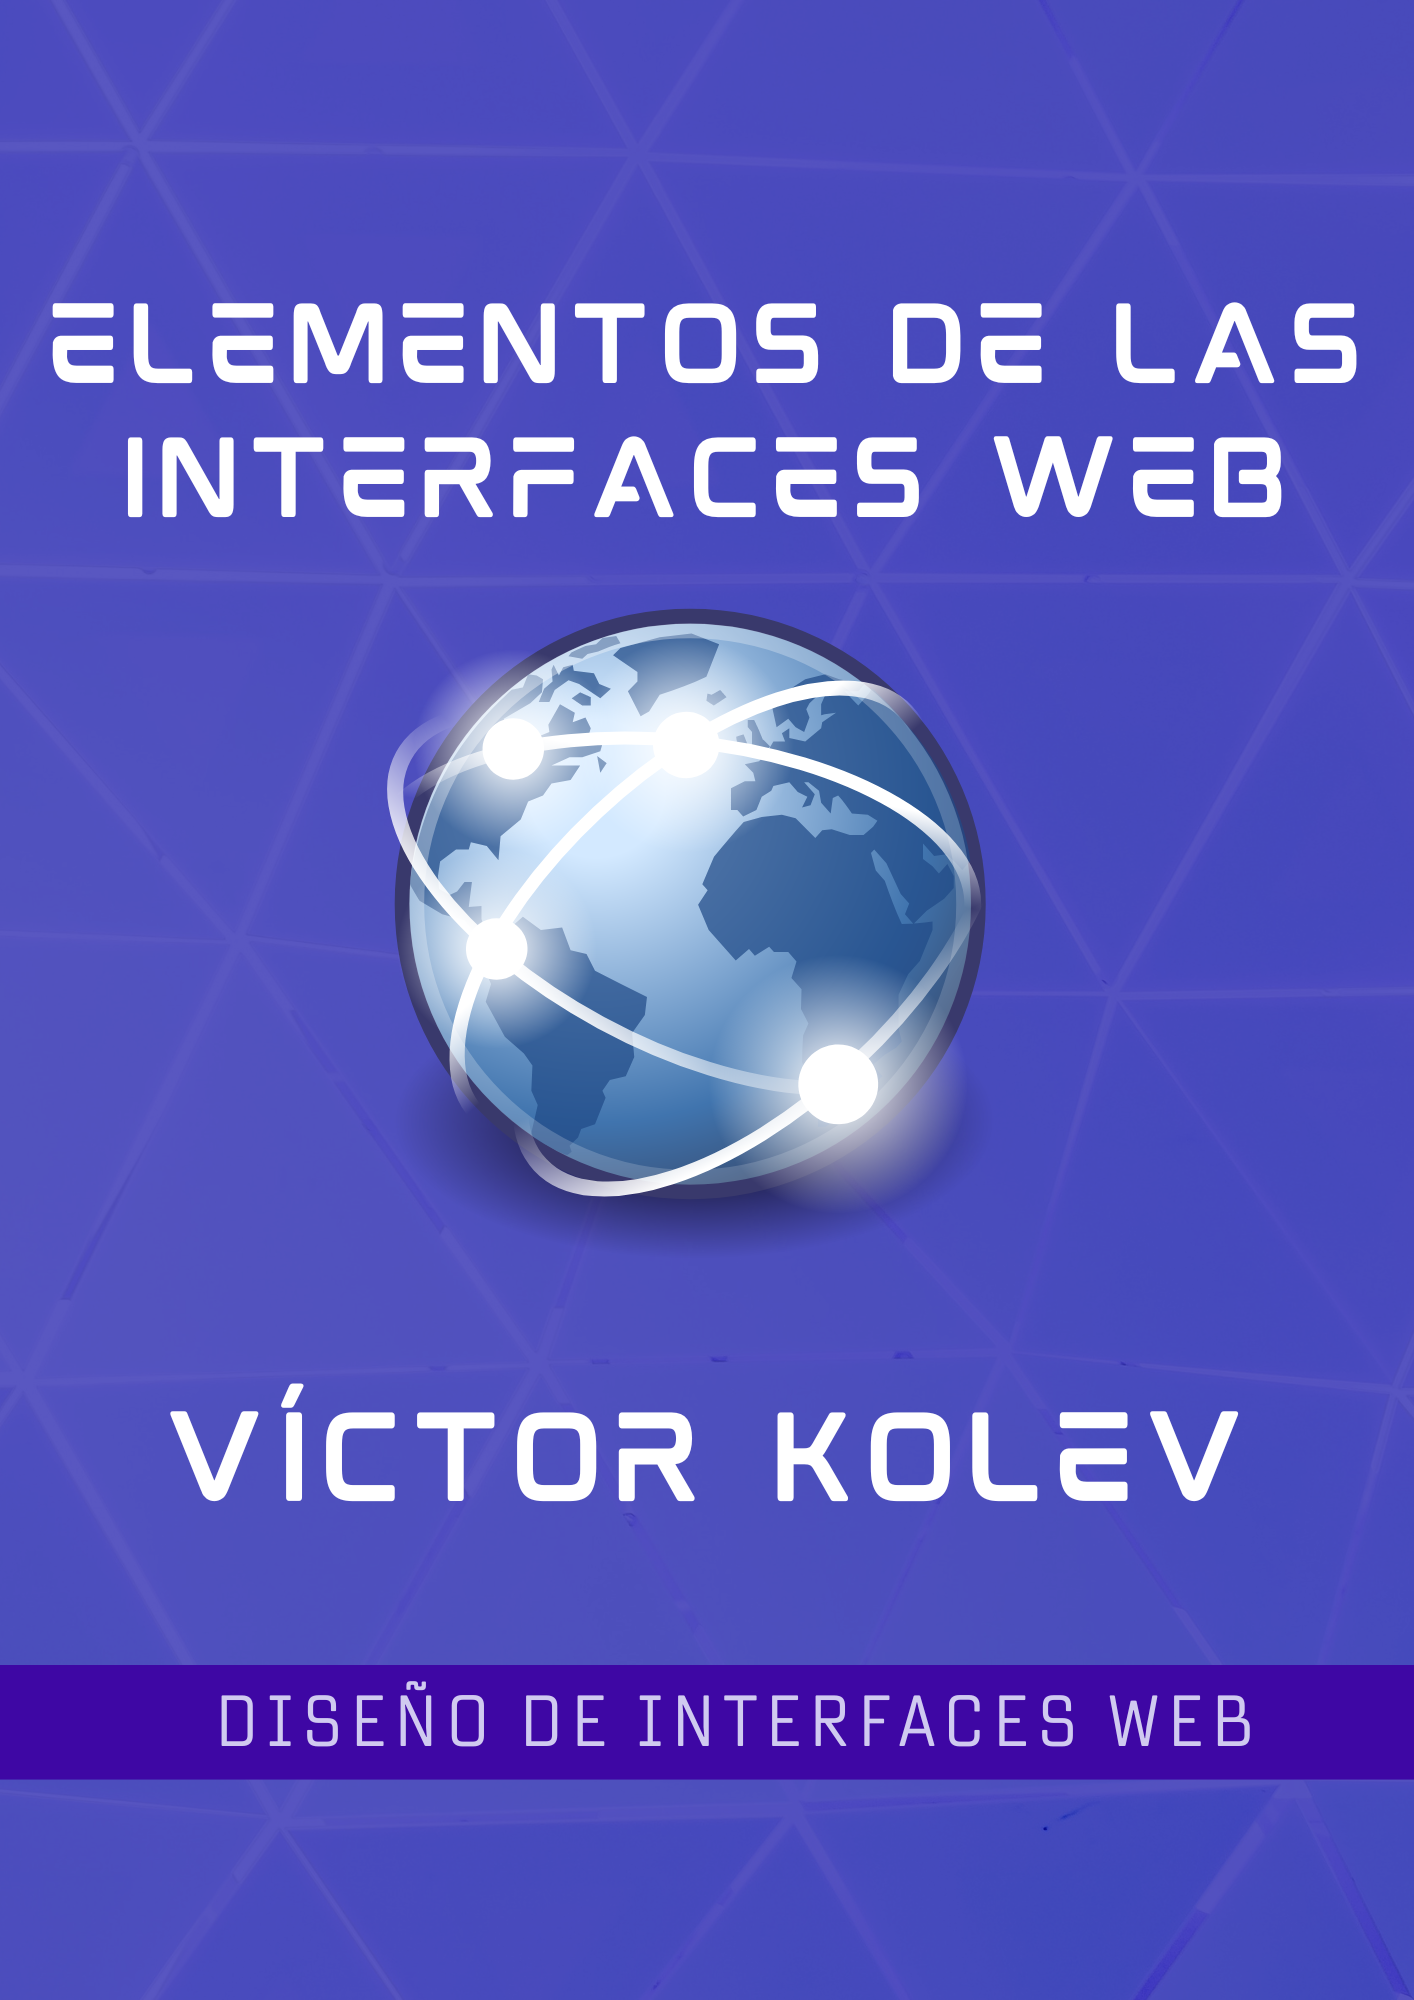 ELEMENTOS DE LAS
INTERFACES WEB
VÍCTOR KOLEV
DISEÑO DE INTERFACES WEB